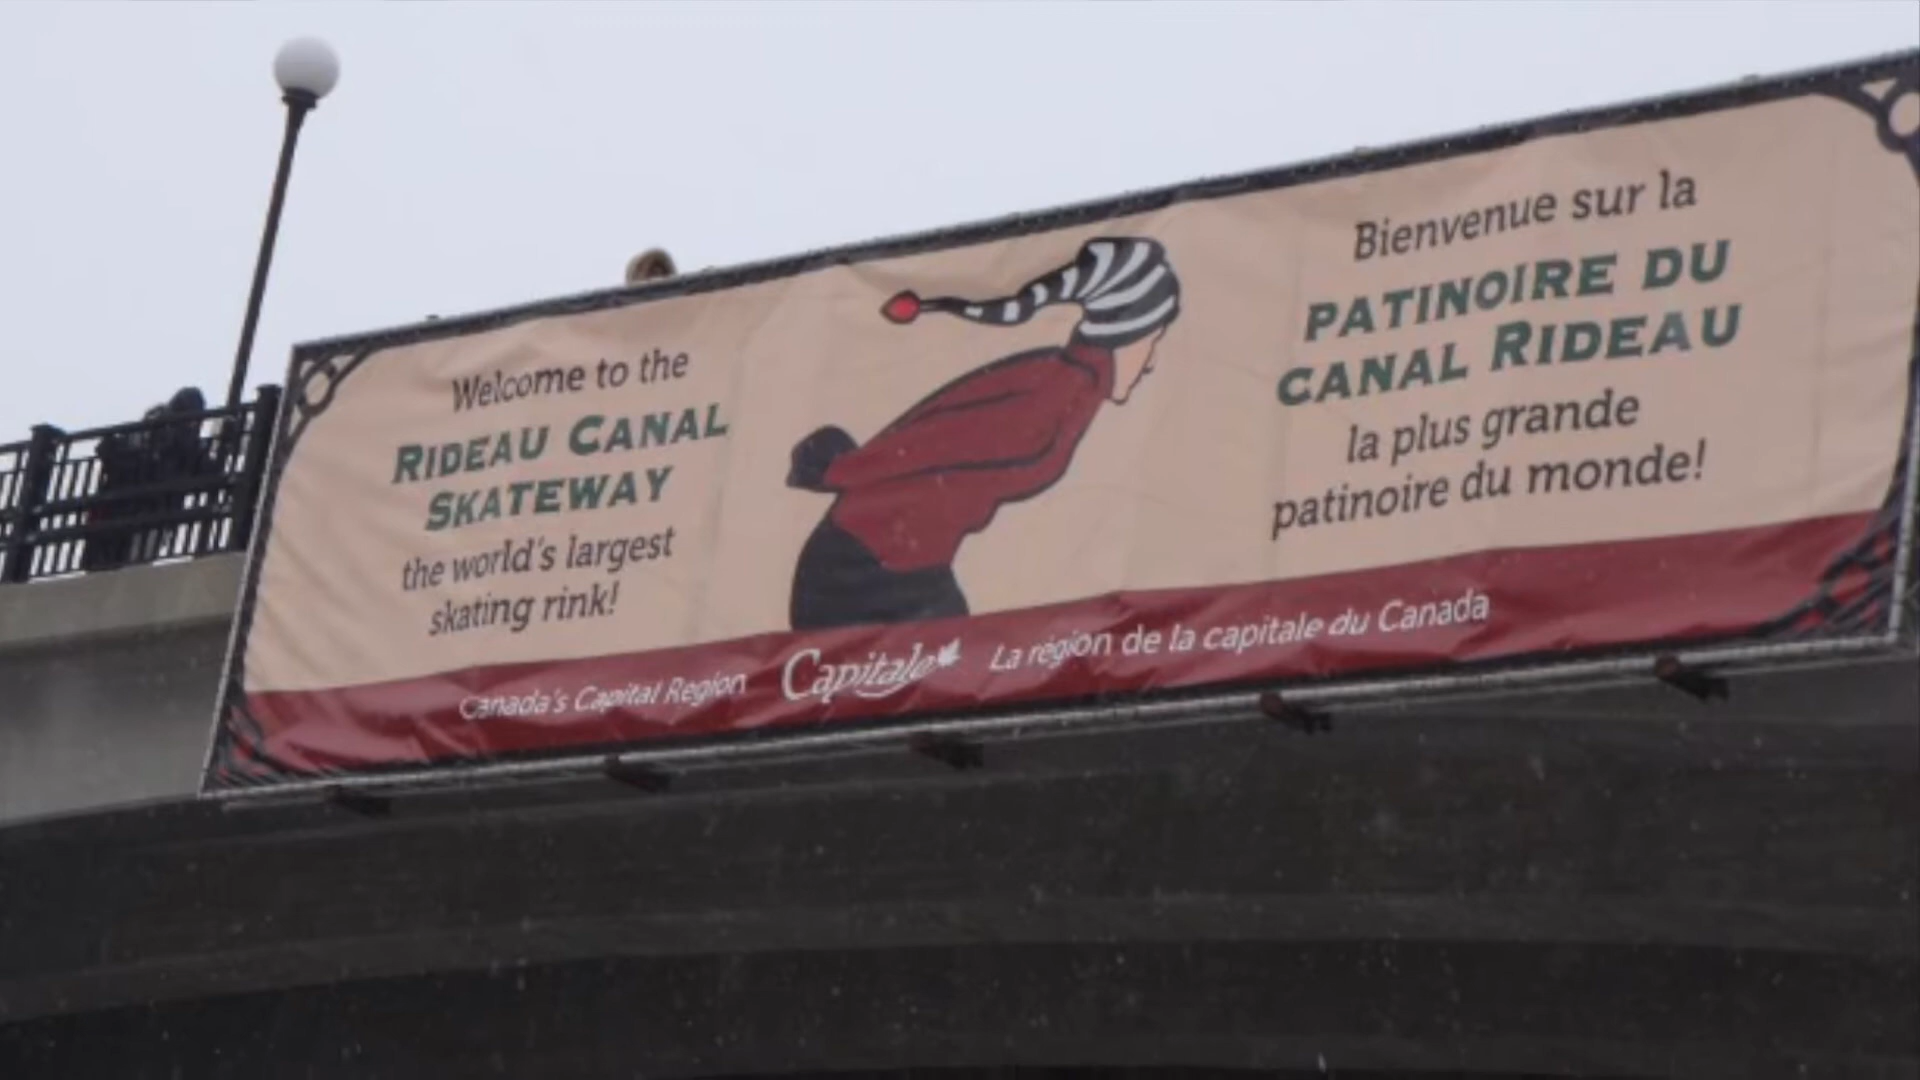 Welcome to the
RIDEAU CANAL
SKATEWAY
the world's largest
skating rink!
Bienvenue sur la
PATINOIRE DU
CANAL RIDEAU
la plus grande
patinoire du monde!
Canada's Capital Region
Capitale
La région de la capitale du Canada